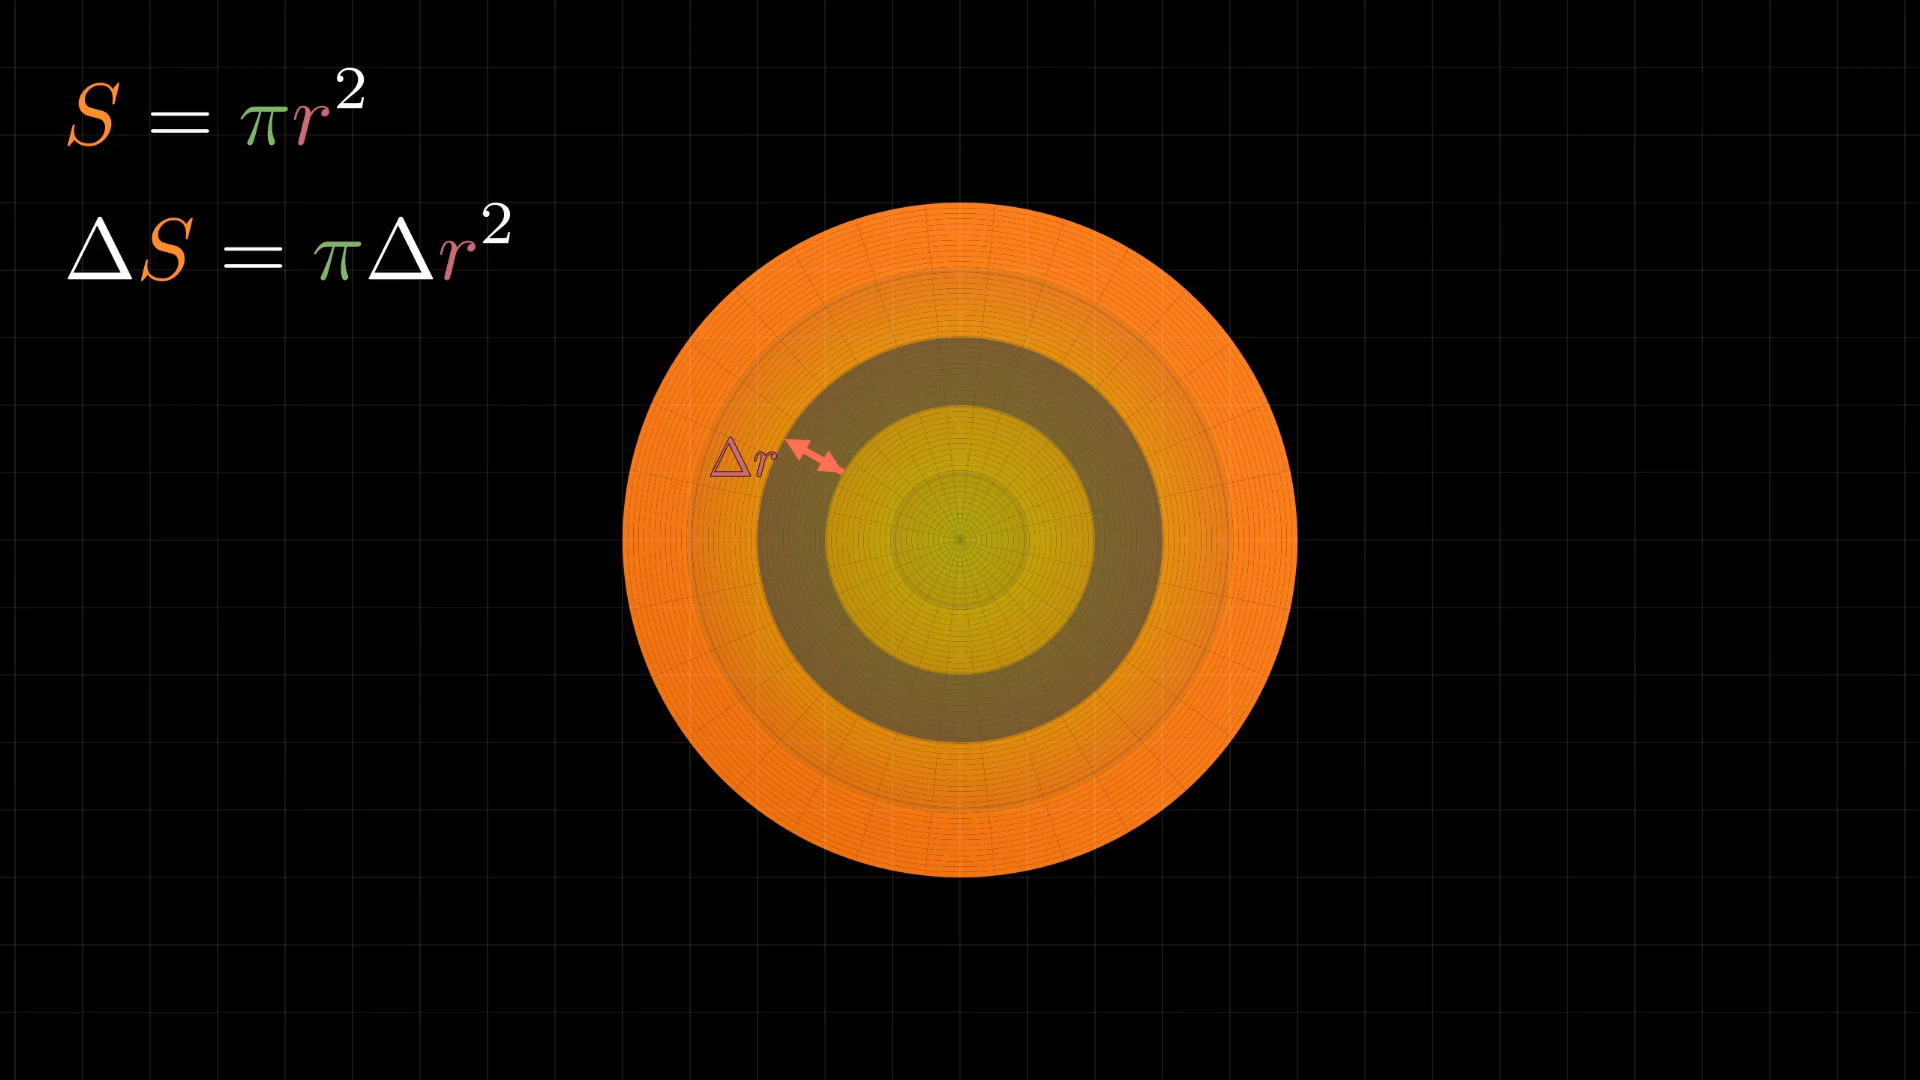 S = πr²
ΔS = πΔr²
Δr